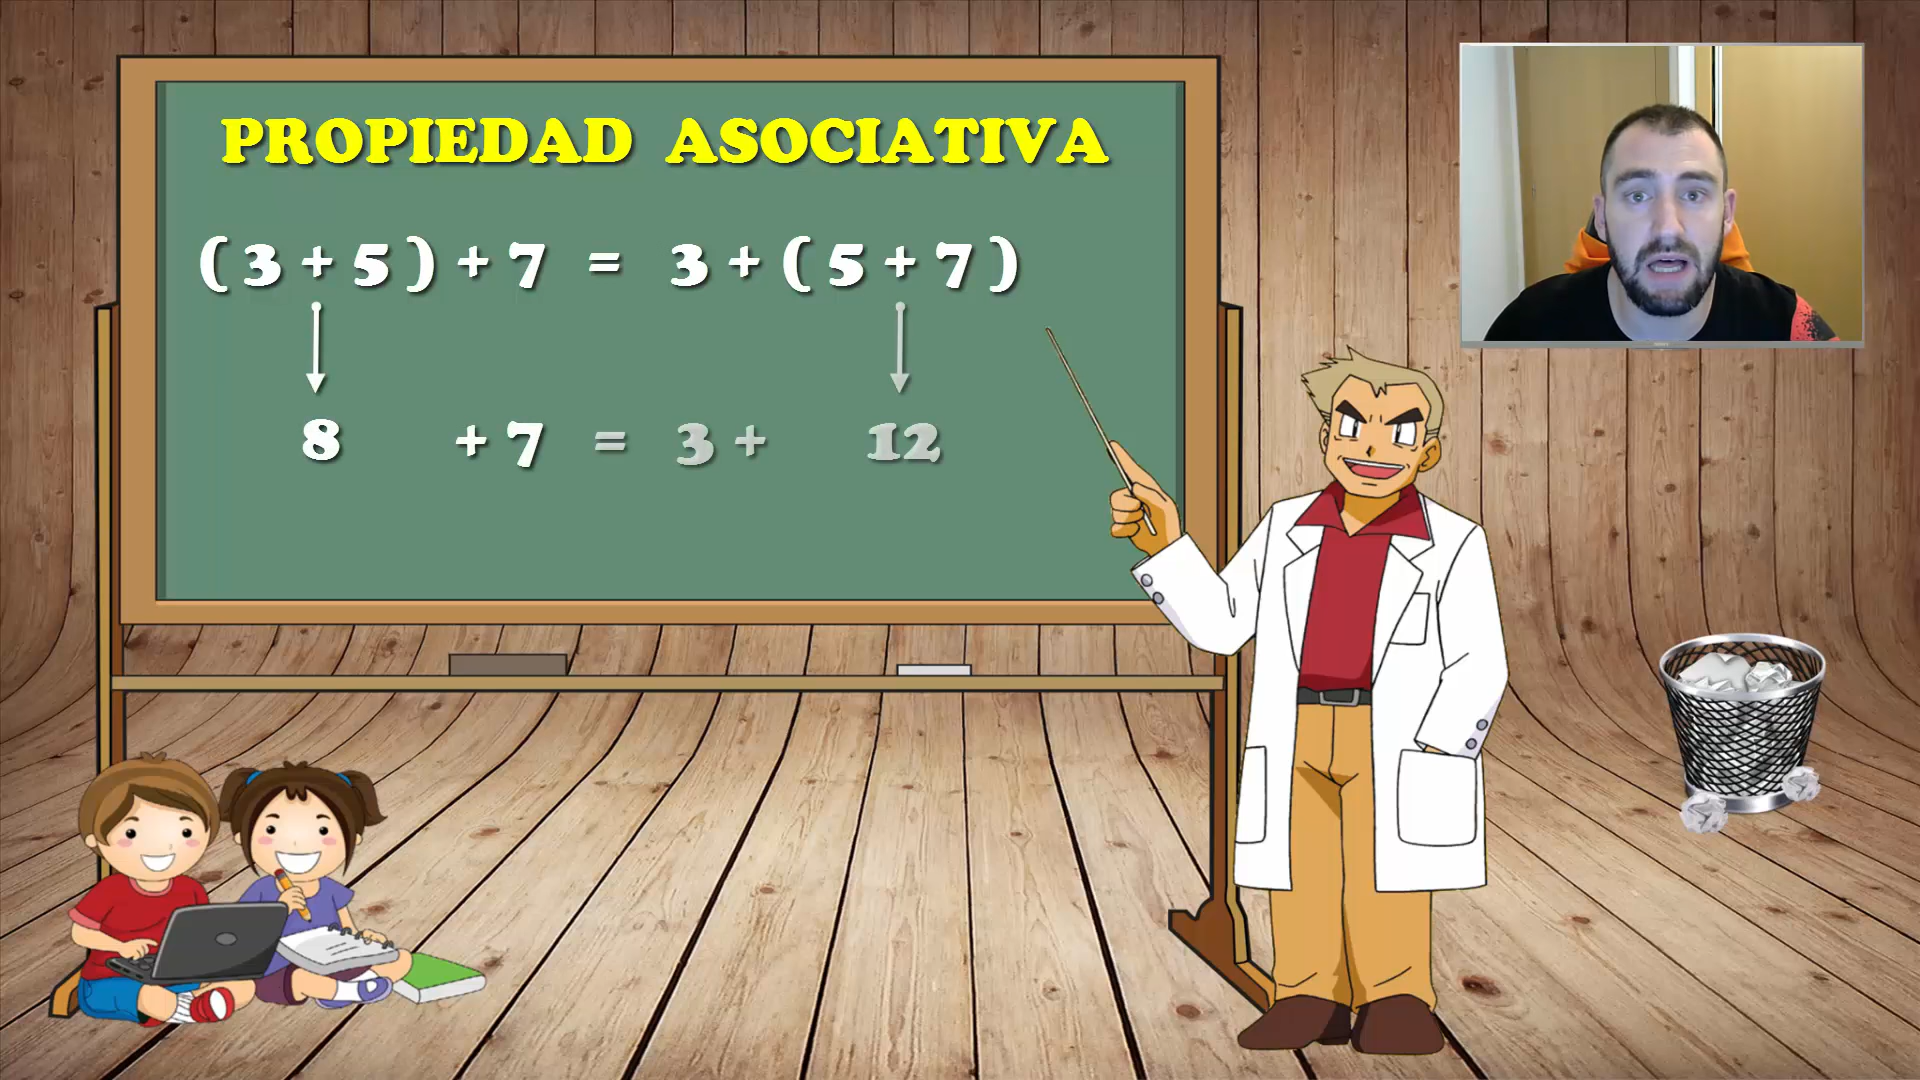 PROPIEDAD ASOCIATIVA
( 3 + 5 ) + 7 = 3 + ( 5 + 7 )
8 + 7 = 3 + 12